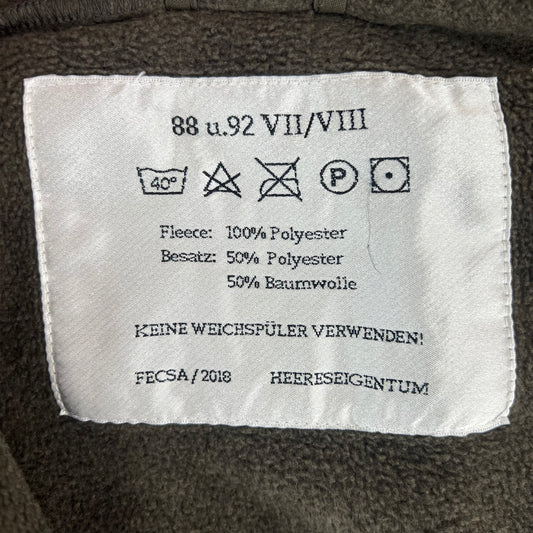 88 u.92 VII/VIII
40° P
Fleece: 100% Polyester
Besatz: 50% Polyester
50% Baumwolle
KEINE WEICHSPÜLER VERWENDEN!
FECSA/2018 HEERESEIGENTUM